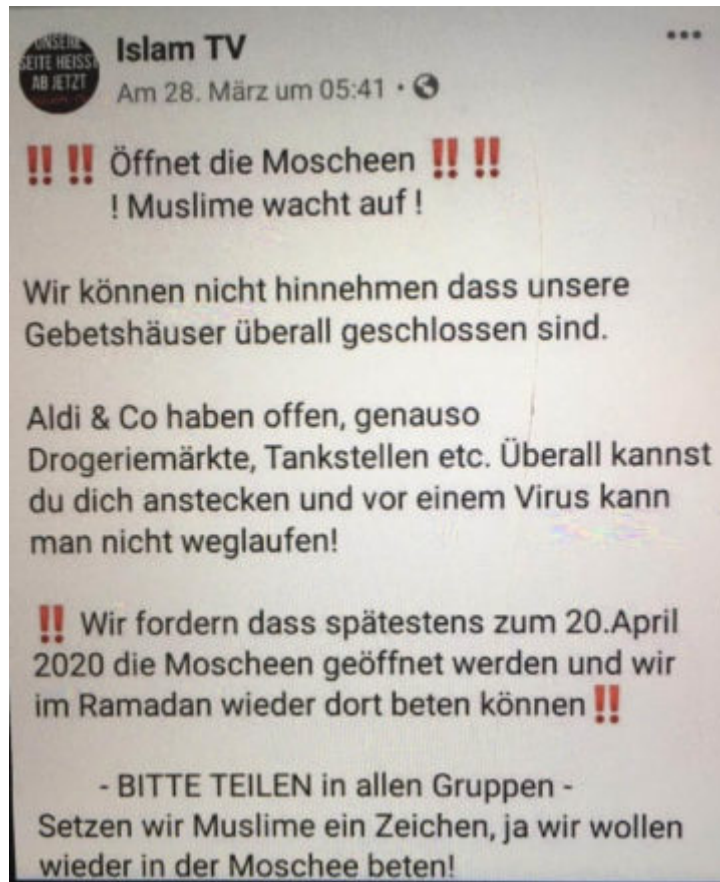 UNSERE
SEITE HEISST
AB JETZT
Islam TV
Am 28. März um 05:41 ·
‼️ ‼️ Öffnet die Moscheen ‼️ ‼️
! Muslime wacht auf !
Wir können nicht hinnehmen dass unsere
Gebetshäuser überall geschlossen sind.
Aldi & Co haben offen, genauso
Drogeriemärkte, Tankstellen etc. Überall kannst
du dich anstecken und vor einem Virus kann
man nicht weglaufen!
‼️ Wir fordern dass spätestens zum 20.April
2020 die Moscheen geöffnet werden und wir
im Ramadan wieder dort beten können ‼️
- BITTE TEILEN in allen Gruppen -
Setzen wir Muslime ein Zeichen, ja wir wollen
wieder in der Moschee beten!